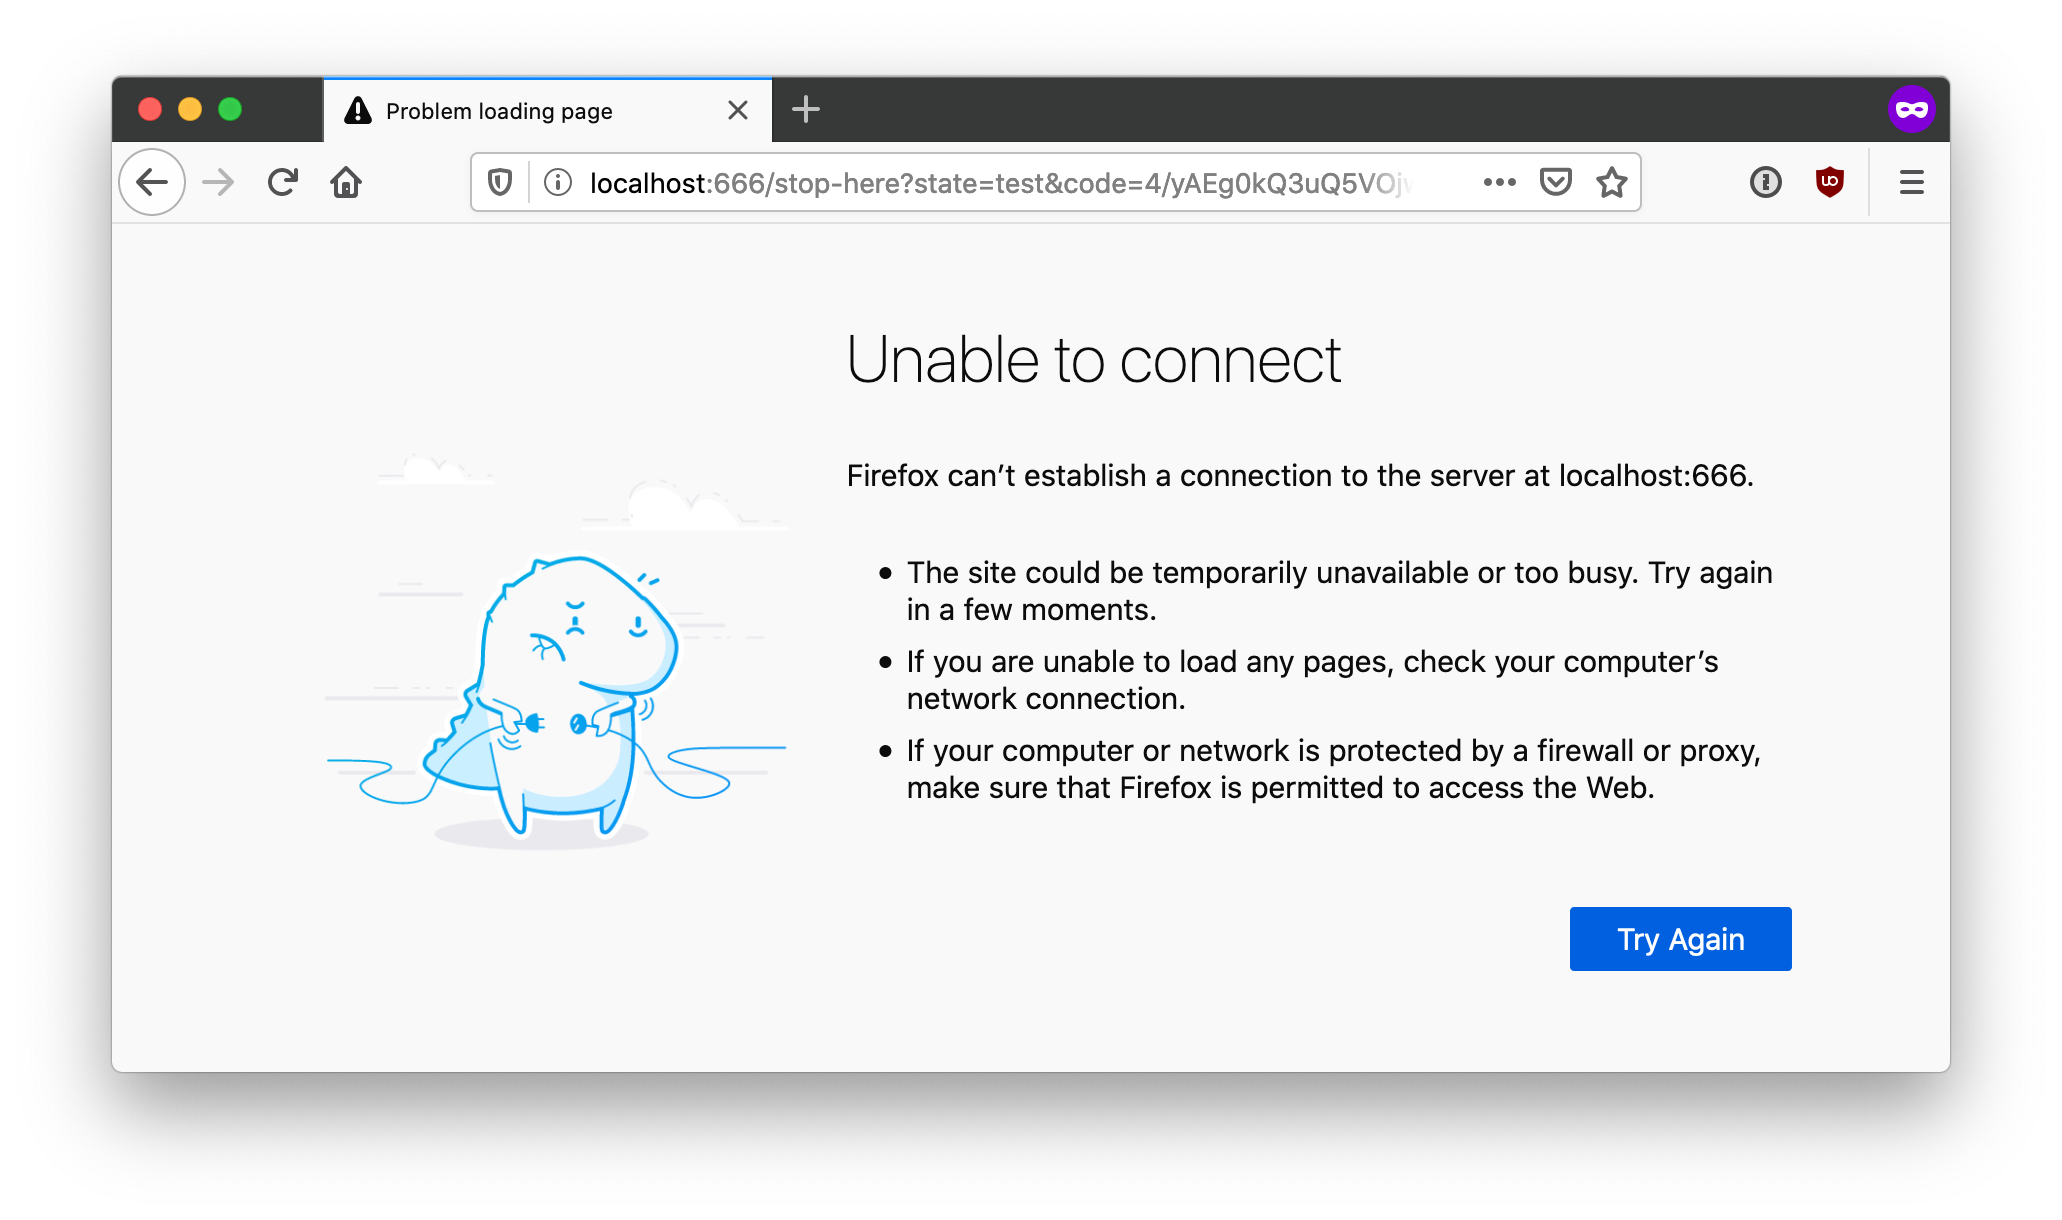 Problem loading page
localhost:666/stop-here?state=test&code=4/yAEg0kQ3uQ5VOj
Unable to connect
Firefox can’t establish a connection to the server at localhost:666.
The site could be temporarily unavailable or too busy. Try again
in a few moments.
If you are unable to load any pages, check your computer’s
network connection.
If your computer or network is protected by a firewall or proxy,
make sure that Firefox is permitted to access the Web.
Try Again